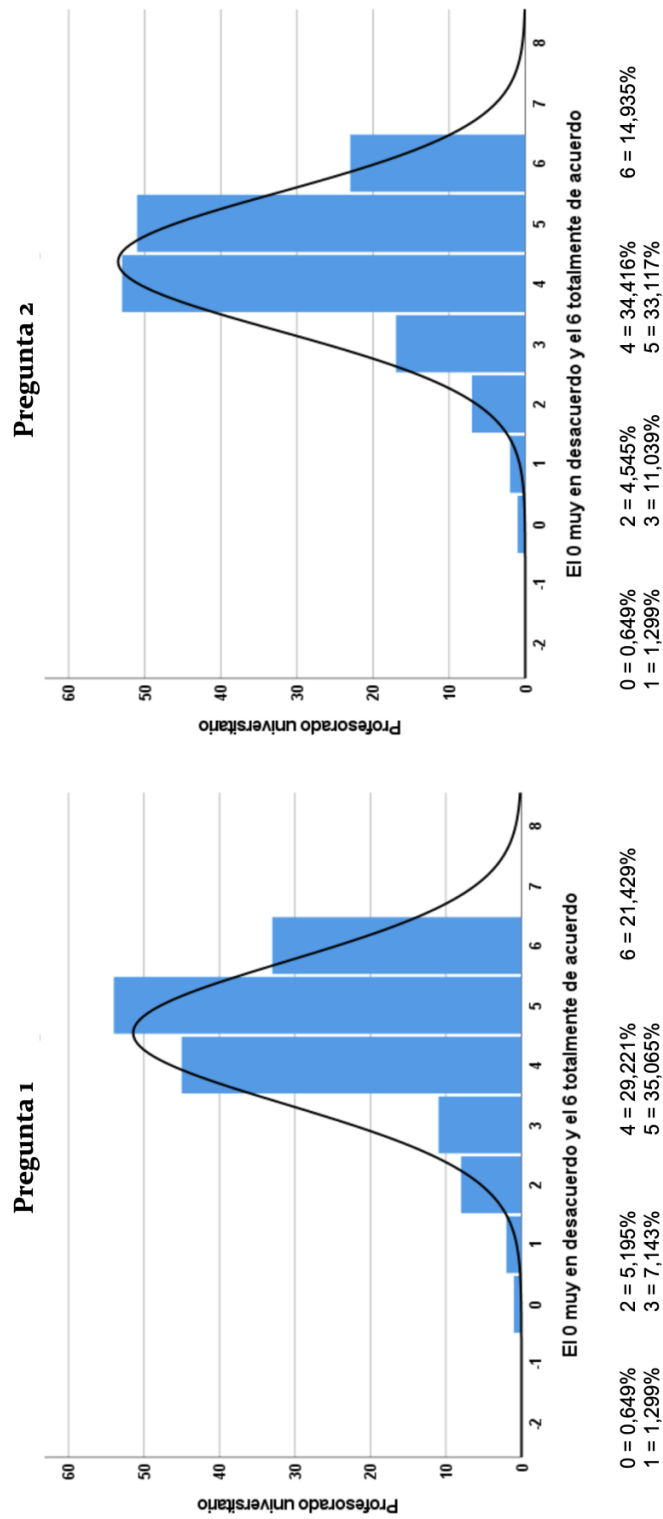 Pregunta 1
60
50
40
30
20
10
0
Profesorado universitario
-2 -1 0 1 2 3 4 5 6 7 8
El 0 muy en desacuerdo y el 6 totalmente de acuerdo
0 = 0,649% 2 = 5,195% 4 = 29,221% 6 = 21,429%
1 = 1,299% 3 = 7,143% 5 = 35,065%
Pregunta 2
60
50
40
30
20
10
0
Profesorado universitario
-2 -1 0 1 2 3 4 5 6 7 8
El 0 muy en desacuerdo y el 6 totalmente de acuerdo
0 = 0,649% 2 = 4,545% 4 = 34,416% 6 = 14,935%
1 = 1,299% 3 = 11,039% 5 = 33,117%